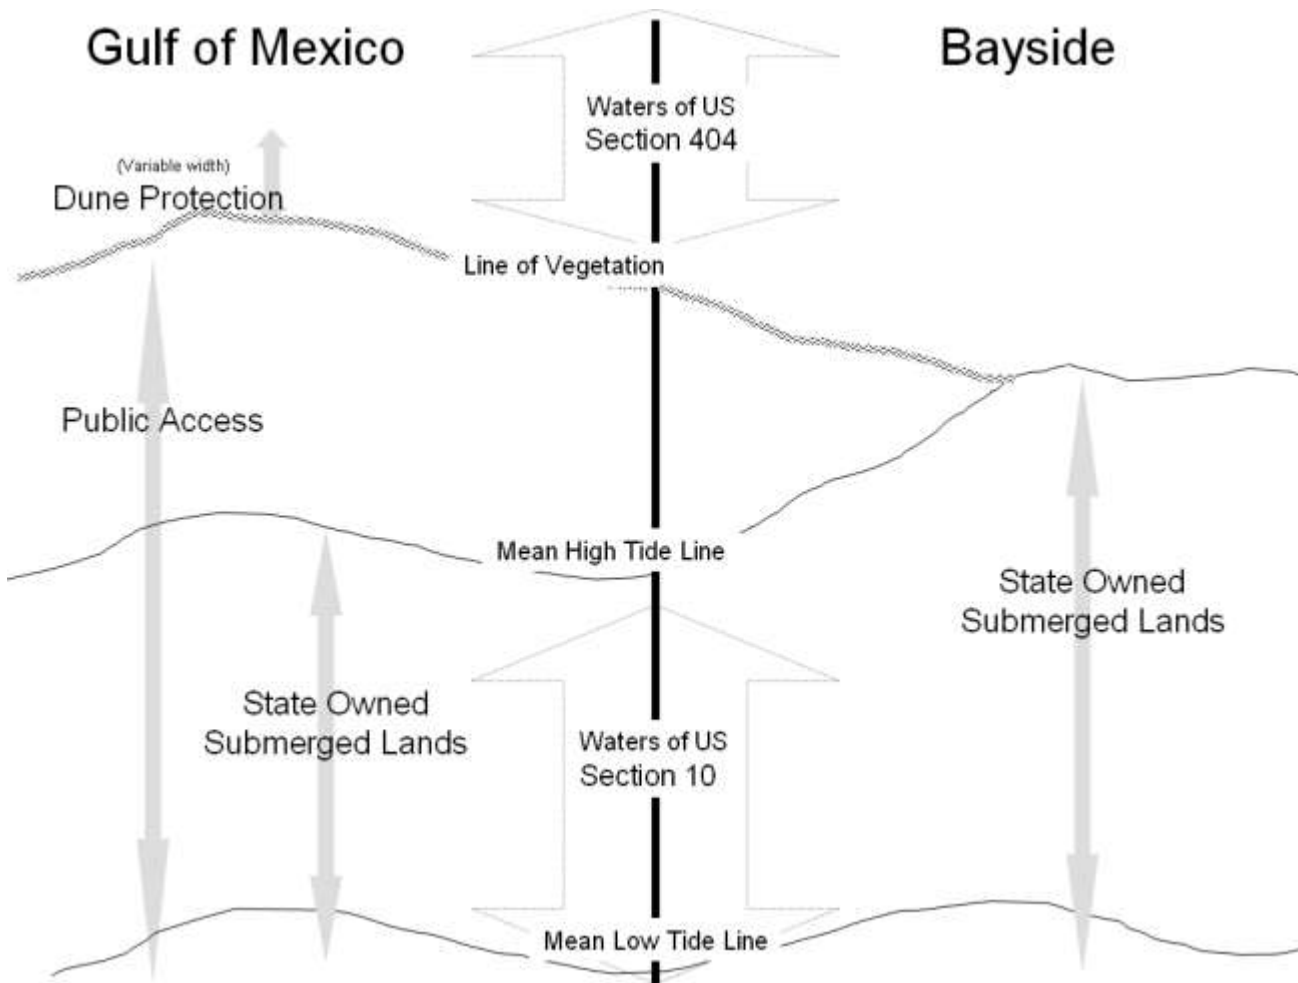 Gulf of Mexico
Bayside
Waters of US
Section 404
(Variable width)
Dune Protection
Line of Vegetation
Public Access
Mean High Tide Line
State Owned
Submerged Lands
State Owned
Submerged Lands
Waters of US
Section 10
Mean Low Tide Line